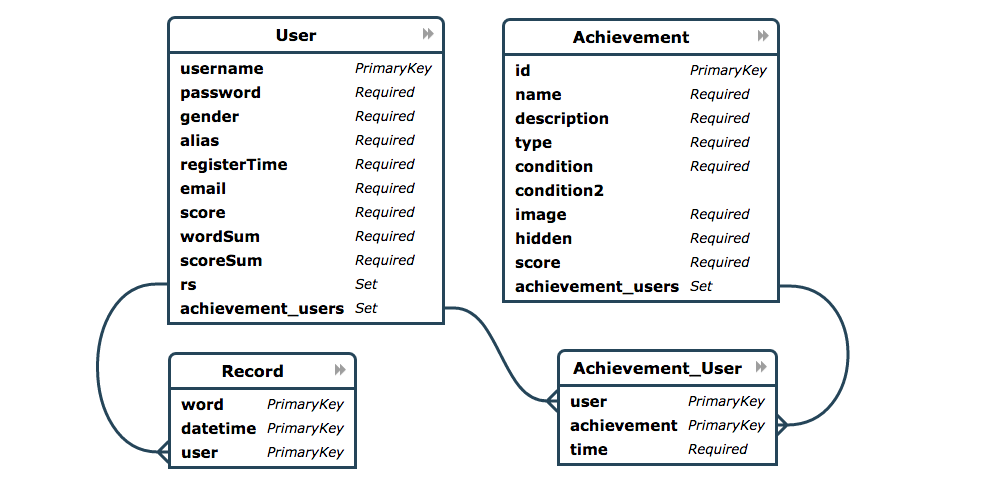 User
username PrimaryKey
password Required
gender Required
alias Required
registerTime Required
email Required
score Required
wordSum Required
scoreSum Required
rs Set
achievement_users Set
Achievement
id PrimaryKey
name Required
description Required
type Required
condition Required
condition2
image Required
hidden Required
score Required
achievement_users Set
Record
word PrimaryKey
datetime PrimaryKey
user PrimaryKey
Achievement_User
user PrimaryKey
achievement PrimaryKey
time Required